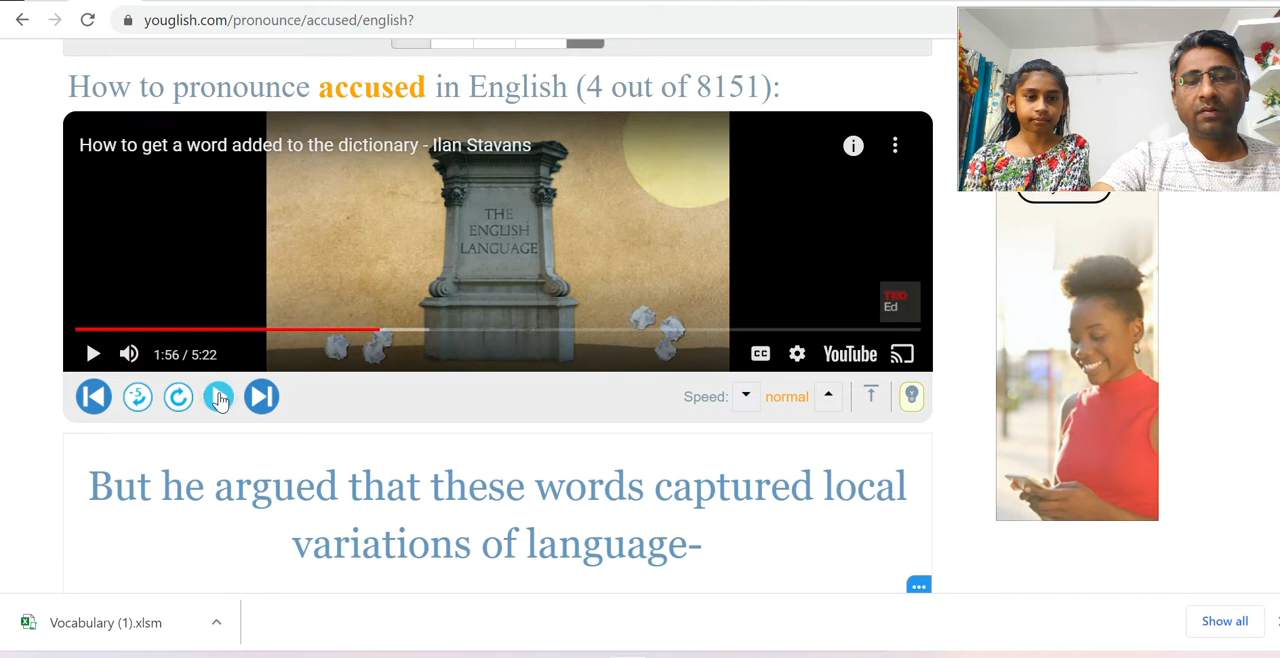 youglish.com/pronounce/accused/english?
How to pronounce accused in English (4 out of 8151):
How to get a word added to the dictionary - Ilan Stavans
THE
ENGLISH
LANGUAGE
TED
Ed
1:56 / 5:22
CC
YouTube
-5
Speed: normal
But he argued that these words captured local
variations of language-
Vocabulary (1).xlsm
Show all